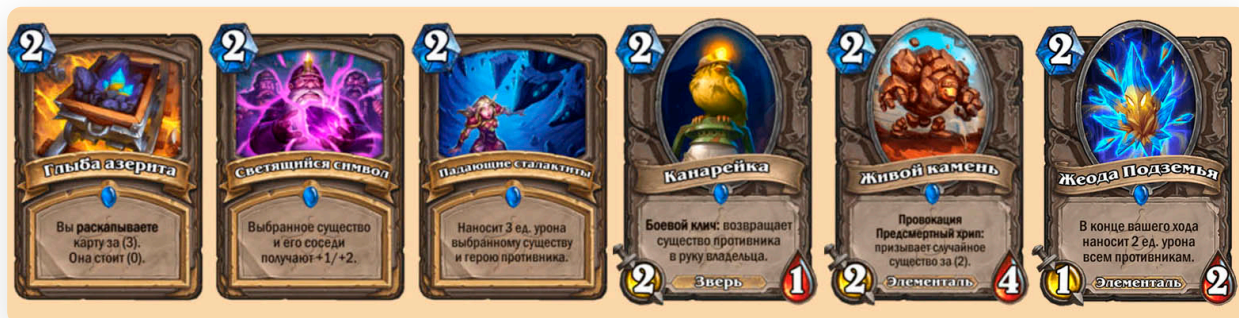 2
Глыба азерита
Вы раскапываете
карту за (3).
Она стоит (0).
2
Светящийся символ
Выбранное существо
и его соседи
получают +1/+2.
2
Падающие сталактиты
Наносит 3 ед. урона
выбранному существу
и герою противника.
2
Канарейка
Боевой клич: возвращает
существо противника
в руку владельца.
2
Зверь
1
2
Живой камень
Провокация
Предсмертный хрип:
призывает случайное
существо за (2).
2
Элементаль
4
2
Жеода Подземья
В конце вашего хода
наносит 2 ед. урона
всем противникам.
1
Элементаль
2